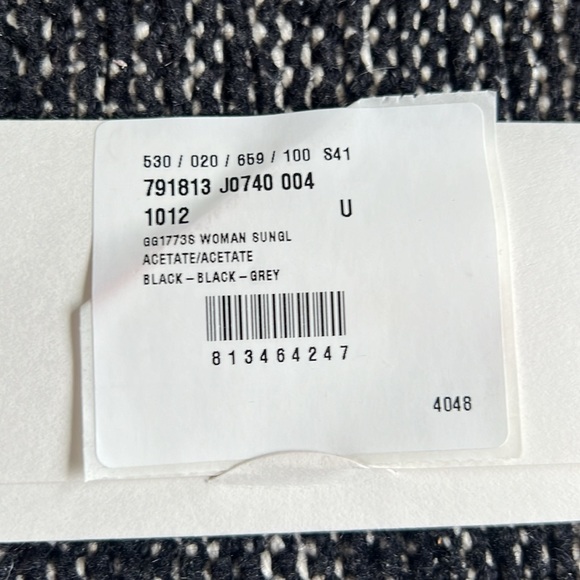 530 / 020 / 659 / 100 S41
791813 J0740 004
1012 U
GG1773S WOMAN SUNGL
ACETATE/ACETATE
BLACK-BLACK-GREY
813464247
4048